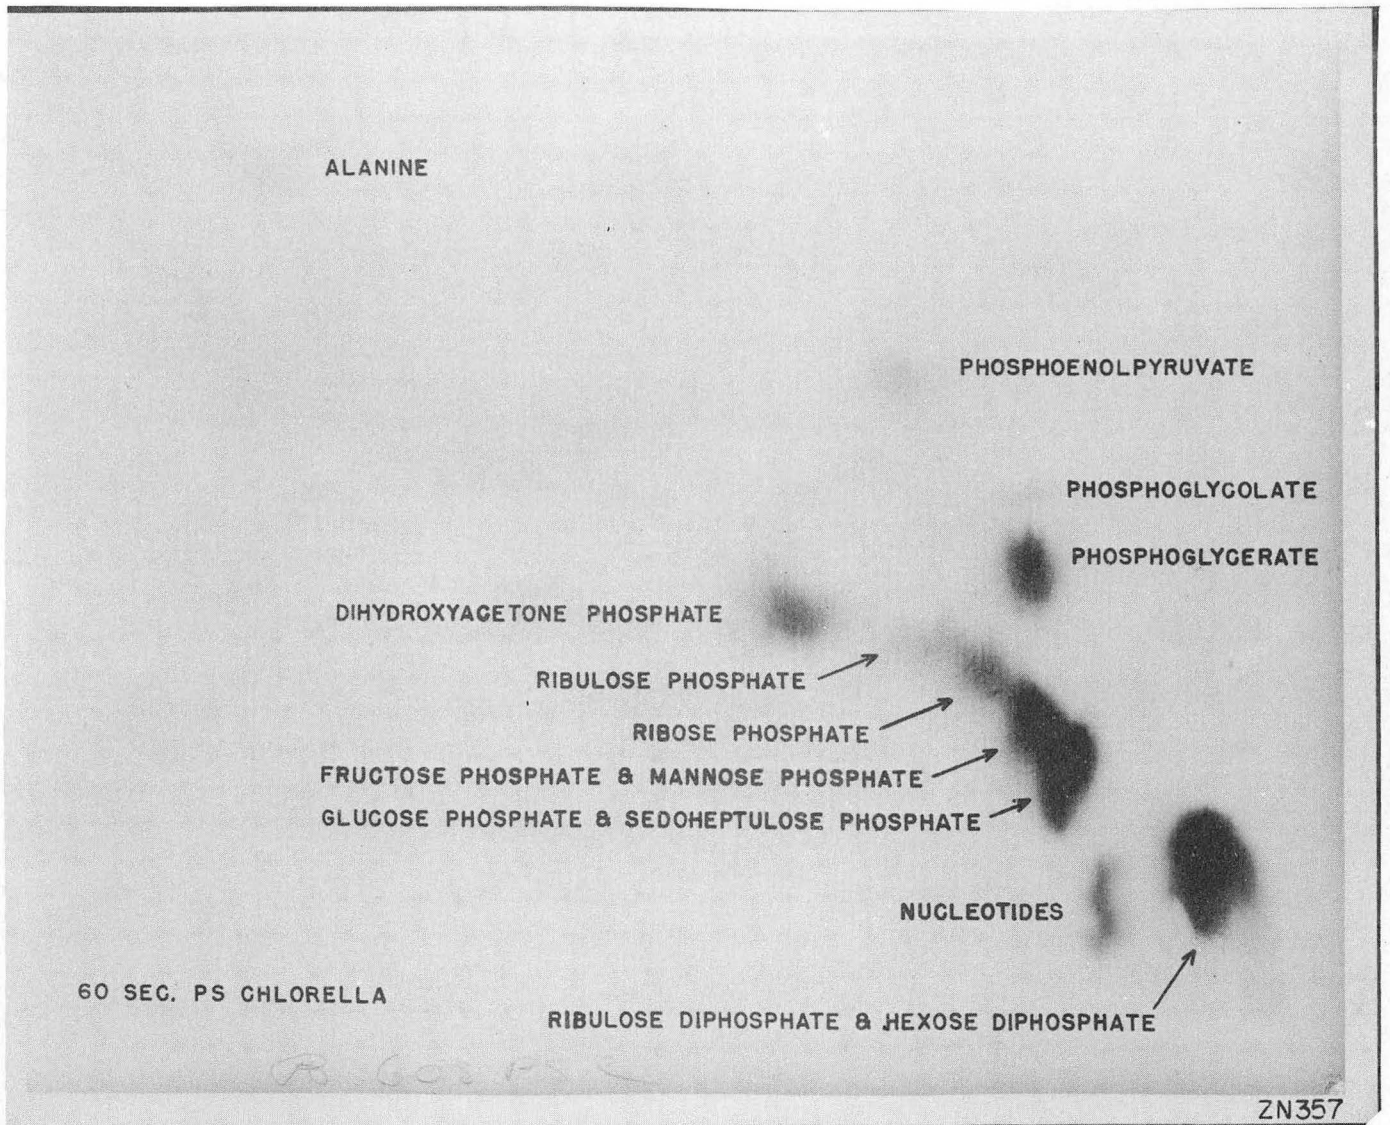 ALANINE
PHOSPHOENOLPYRUVATE
PHOSPHOGLYCOLATE
PHOSPHOGLYCERATE
DIHYDROXYACETONE PHOSPHATE
RIBULOSE PHOSPHATE
RIBOSE PHOSPHATE
FRUCTOSE PHOSPHATE & MANNOSE PHOSPHATE
GLUCOSE PHOSPHATE & SEDOHEPTULOSE PHOSPHATE
NUCLEOTIDES
60 SEC. PS CHLORELLA
RIBULOSE DIPHOSPHATE & HEXOSE DIPHOSPHATE
ZN357